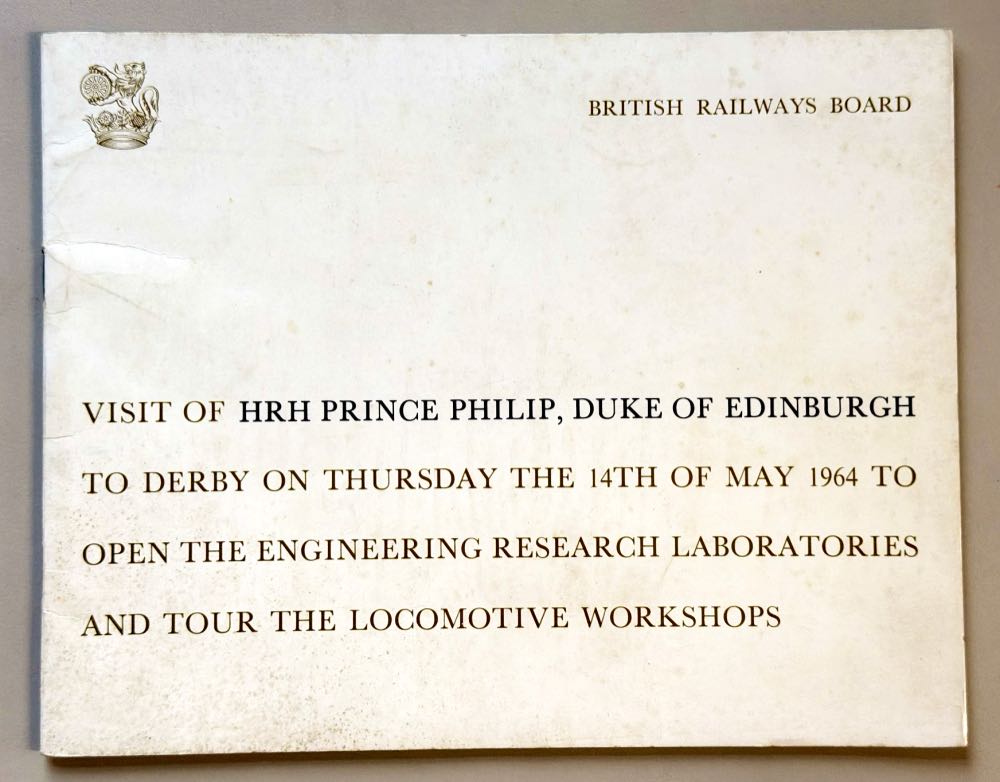 BRITISH RAILWAYS BOARD
VISIT OF HRH PRINCE PHILIP, DUKE OF EDINBURGH
TO DERBY ON THURSDAY THE 14TH OF MAY 1964 TO
OPEN THE ENGINEERING RESEARCH LABORATORIES
AND TOUR THE LOCOMOTIVE WORKSHOPS